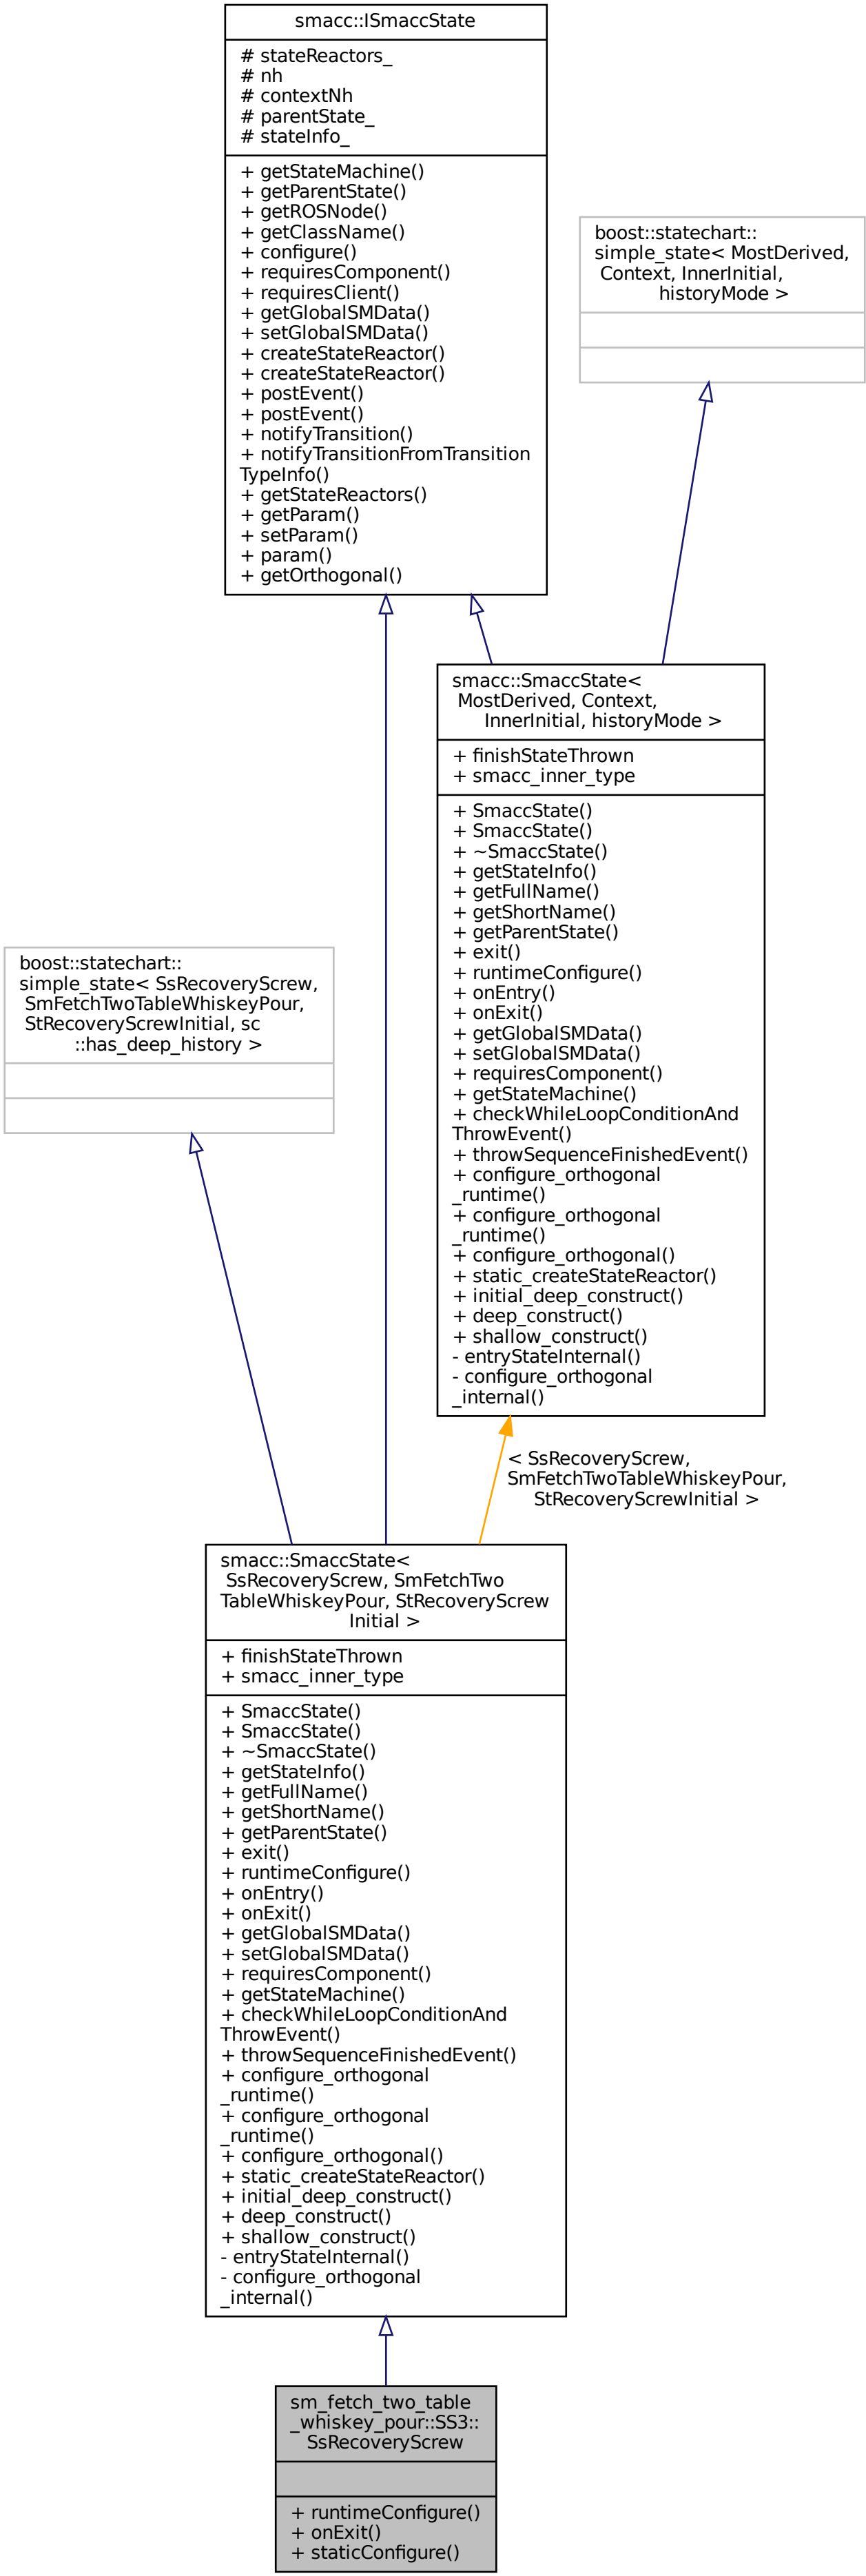 smacc::ISmaccState
# stateReactors_
# nh
# contextNh
# parentState_
# stateInfo_
+ getStateMachine()
+ getParentState()
+ getROSNode()
+ getClassName()
+ configure()
+ requiresComponent()
+ requiresClient()
+ getGlobalSMData()
+ setGlobalSMData()
+ createStateReactor()
+ createStateReactor()
+ postEvent()
+ postEvent()
+ notifyTransition()
+ notifyTransitionFromTransition
TypeInfo()
+ getStateReactors()
+ getParam()
+ setParam()
+ param()
+ getOrthogonal()
boost::statechart::
simple_state< MostDerived,
Context, InnerInitial,
historyMode >
smacc::SmaccState<
MostDerived, Context,
InnerInitial, historyMode >
+ finishStateThrown
+ smacc_inner_type
+ SmaccState()
+ SmaccState()
+ ~SmaccState()
+ getStateInfo()
+ getFullName()
+ getShortName()
+ getParentState()
+ exit()
+ runtimeConfigure()
+ onEntry()
+ onExit()
+ getGlobalSMData()
+ setGlobalSMData()
+ requiresComponent()
+ getStateMachine()
+ checkWhileLoopConditionAnd
ThrowEvent()
+ throwSequenceFinishedEvent()
+ configure_orthogonal
_runtime()
+ configure_orthogonal
_runtime()
+ configure_orthogonal()
+ static_createStateReactor()
+ initial_deep_construct()
+ deep_construct()
+ shallow_construct()
- entryStateInternal()
- configure_orthogonal
_internal()
boost::statechart::
simple_state< SsRecoveryScrew,
SmFetchTwoTableWhiskeyPour,
StRecoveryScrewInitial, sc
::has_deep_history >
< SsRecoveryScrew,
SmFetchTwoTableWhiskeyPour,
StRecoveryScrewInitial >
smacc::SmaccState<
SsRecoveryScrew, SmFetchTwo
TableWhiskeyPour, StRecoveryScrew
Initial >
+ finishStateThrown
+ smacc_inner_type
+ SmaccState()
+ SmaccState()
+ ~SmaccState()
+ getStateInfo()
+ getFullName()
+ getShortName()
+ getParentState()
+ exit()
+ runtimeConfigure()
+ onEntry()
+ onExit()
+ getGlobalSMData()
+ setGlobalSMData()
+ requiresComponent()
+ getStateMachine()
+ checkWhileLoopConditionAnd
ThrowEvent()
+ throwSequenceFinishedEvent()
+ configure_orthogonal
_runtime()
+ configure_orthogonal
_runtime()
+ configure_orthogonal()
+ static_createStateReactor()
+ initial_deep_construct()
+ deep_construct()
+ shallow_construct()
- entryStateInternal()
- configure_orthogonal
_internal()
sm_fetch_two_table
_whiskey_pour::SS3::
SsRecoveryScrew
+ runtimeConfigure()
+ onExit()
+ staticConfigure()